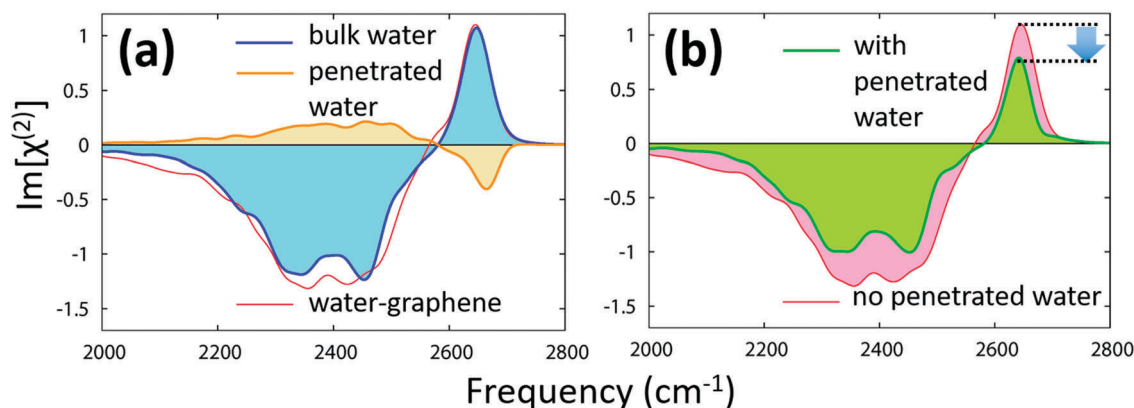 (a)
bulk water
penetrated
water
water-graphene
1
0.5
0
-0.5
-1
-1.5
Im[χ(2)]
2000
2200
2400
2600
2800
(b)
with
penetrated
water
no penetrated water
1
0.5
0
-0.5
-1
-1.5
2000
2200
2400
2600
2800
Frequency (cm-1)